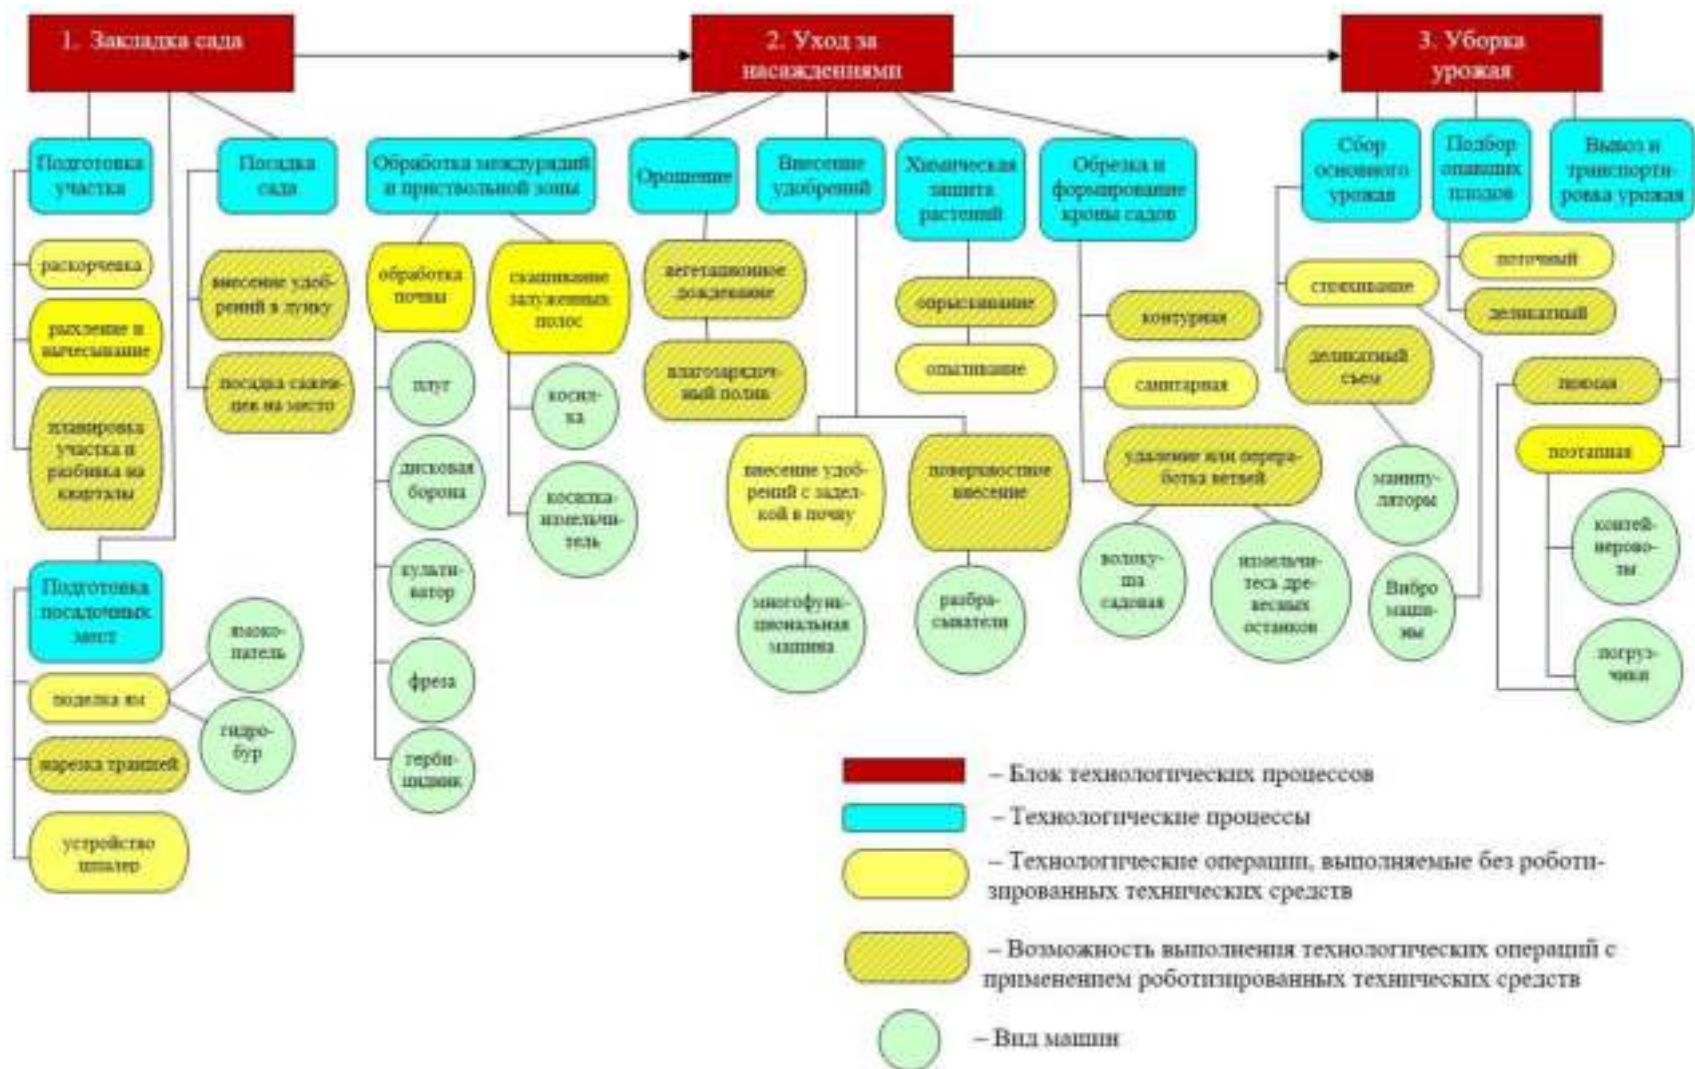 1. Закладка сада
2. Уход за
насаждениями
3. Уборка
урожая
Подготовка
участка
Посадка
сада
Обработка междурядий
и приствольной зоны
Орошение
Внесение
удобрений
Химическая
защита
растений
Обрезка и
формирование
кроны садов
Сбор
основного
урожая
Подбор
опавших
плодов
Вывоз и
транспорти-
ровка урожая
раскорчевка
рыхление и
вычесывание
планировка
участка и
разбивка на
кварталы
внесение удоб-
рений в лунку
посадка сажен-
цев на место
обработка
почвы
скашивание
залуженных
полос
вегетационное
дождевание
влагозарядоч-
ный полив
опрыскивание
опыливание
контурная
санитарная
удаление или перера-
ботка ветвей
стряхивание
деликатный
съем
поточный
деликатный
прямая
поэтапная
плуг
дисковая
борона
культи-
ватор
фреза
герби-
цидник
косил-
ка
косилка-
измельчи-
тель
внесение удоб-
рений с задел-
кой в почву
поверхностное
внесение
многофунк-
циональная
машина
разбра-
сыватели
волоку-
ша
садовая
измельчи-
тесь дре-
весных
останков
манипу-
ляторы
Вибро
маши-
ны
контей-
нерово-
зы
погруз-
чики
Подготовка
посадочных
мест
поделка ям
нарезка траншей
устройство
шпалер
ямоко-
патель
гидро-
бур
– Блок технологических процессов
– Технологические процессы
– Технологические операции, выполняемые без роботи-
зированных технических средств
– Возможность выполнения технологических операций с
применением роботизированных технических средств
– Вид машин